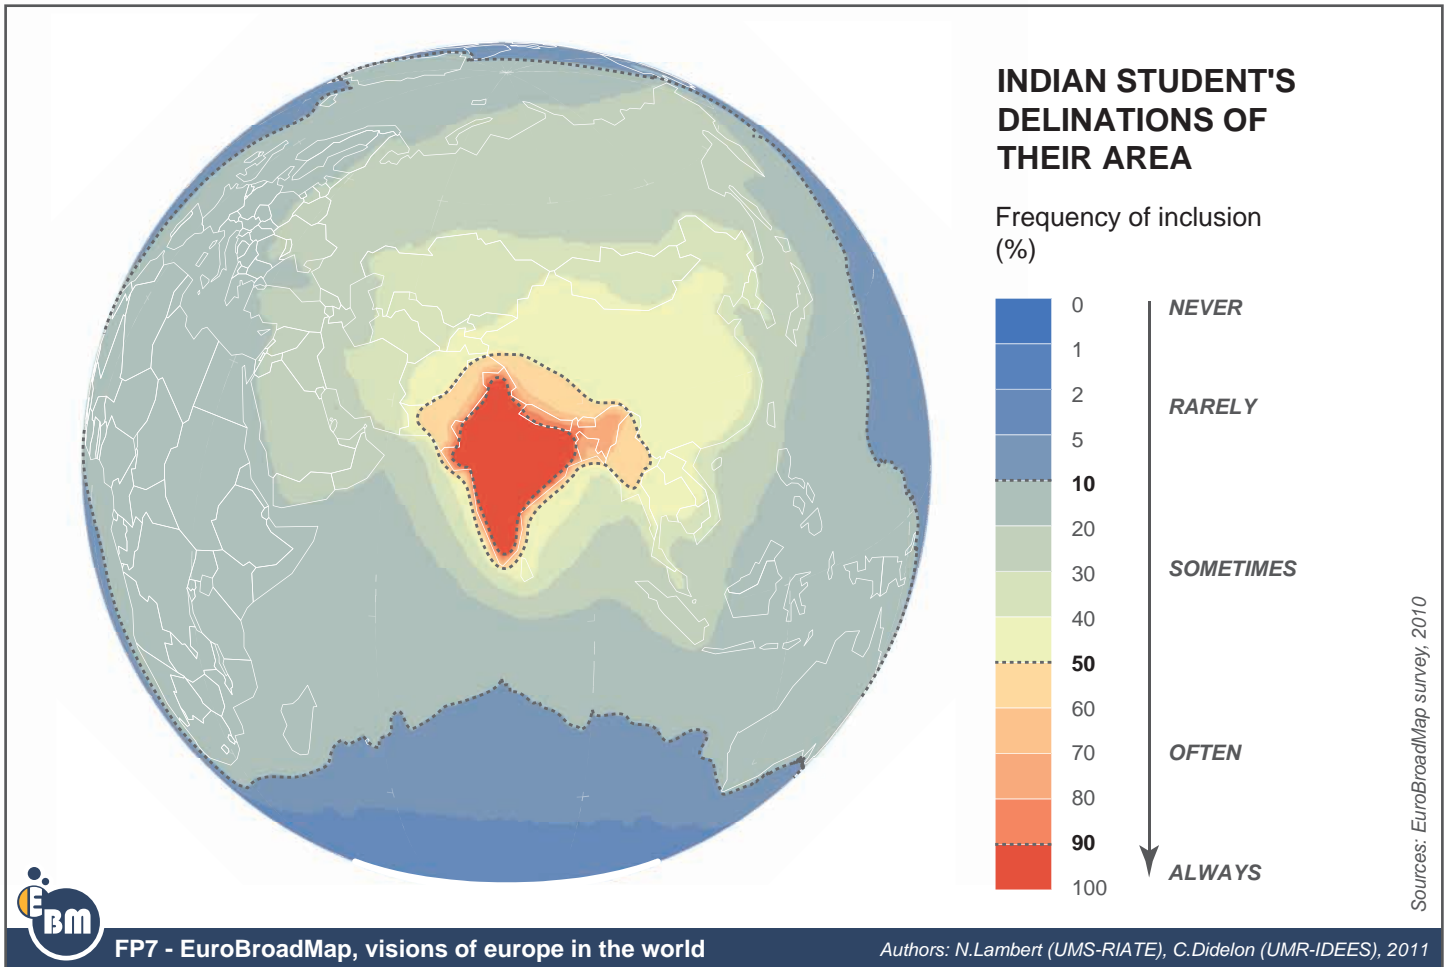 INDIAN STUDENT'S
DELINATIONS OF
THEIR AREA
Frequency of inclusion
(%)
0
1
2
5
10
20
30
40
50
60
70
80
90
100
NEVER
RARELY
SOMETIMES
OFTEN
ALWAYS
Sources: EuroBroadMap survey, 2010
EBM
FP7 - EuroBroadMap, visions of europe in the world
Authors: N.Lambert (UMS-RIATE), C.Didelon (UMR-IDEES), 2011